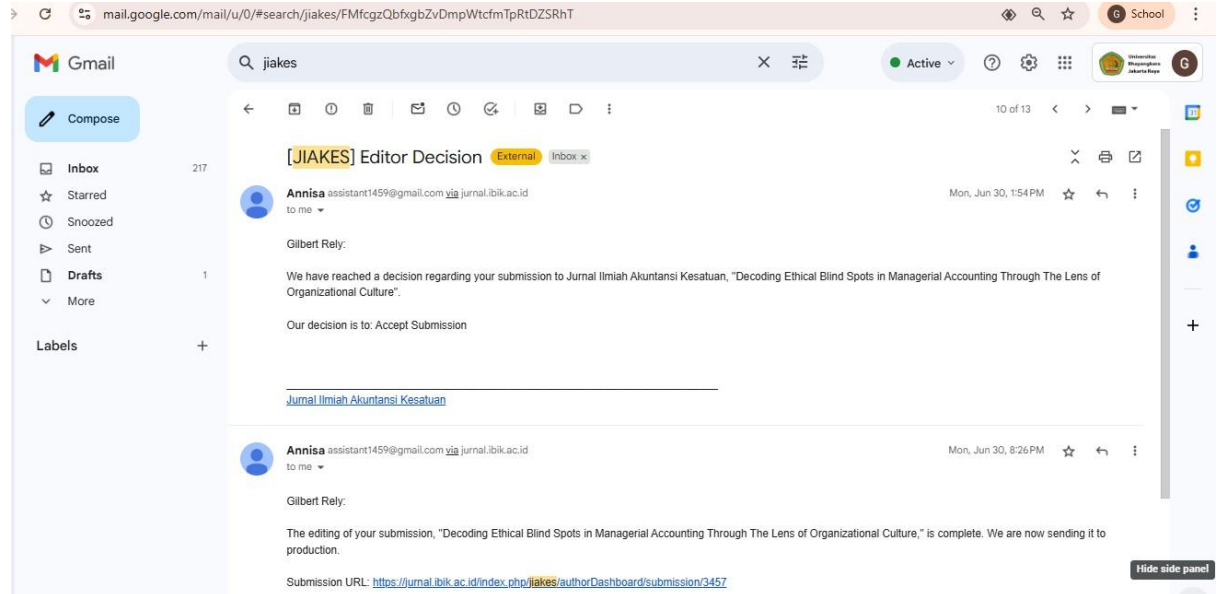 mail.google.com/mail/u/0/#search/jiakes/FMfcgzQbfxgbZvDmpWtcfmTpRtDZSRhT
G School
Gmail
jiakes
Active
Universitas
Bhayangkara
Jakarta Raya
G
Compose
10 of 13
31
[JIAKES] Editor Decision External Inbox x
Inbox 217
Starred
Snoozed
Sent
Drafts 1
More
Labels +
Annisa assistant1459@gmail.com via jurnal.ibik.ac.id Mon, Jun 30, 1:54 PM
to me
Gilbert Rely:
We have reached a decision regarding your submission to Jurnal Ilmiah Akuntansi Kesatuan, "Decoding Ethical Blind Spots in Managerial Accounting Through The Lens of
Organizational Culture".
Our decision is to: Accept Submission
Jurnal Ilmiah Akuntansi Kesatuan
Annisa assistant1459@gmail.com via jurnal.ibik.ac.id Mon, Jun 30, 8:26 PM
to me
Gilbert Rely:
The editing of your submission, "Decoding Ethical Blind Spots in Managerial Accounting Through The Lens of Organizational Culture," is complete. We are now sending it to
production.
Submission URL: https://jurnal.ibik.ac.id/index.php/jiakes/authorDashboard/submission/3457
Hide side panel